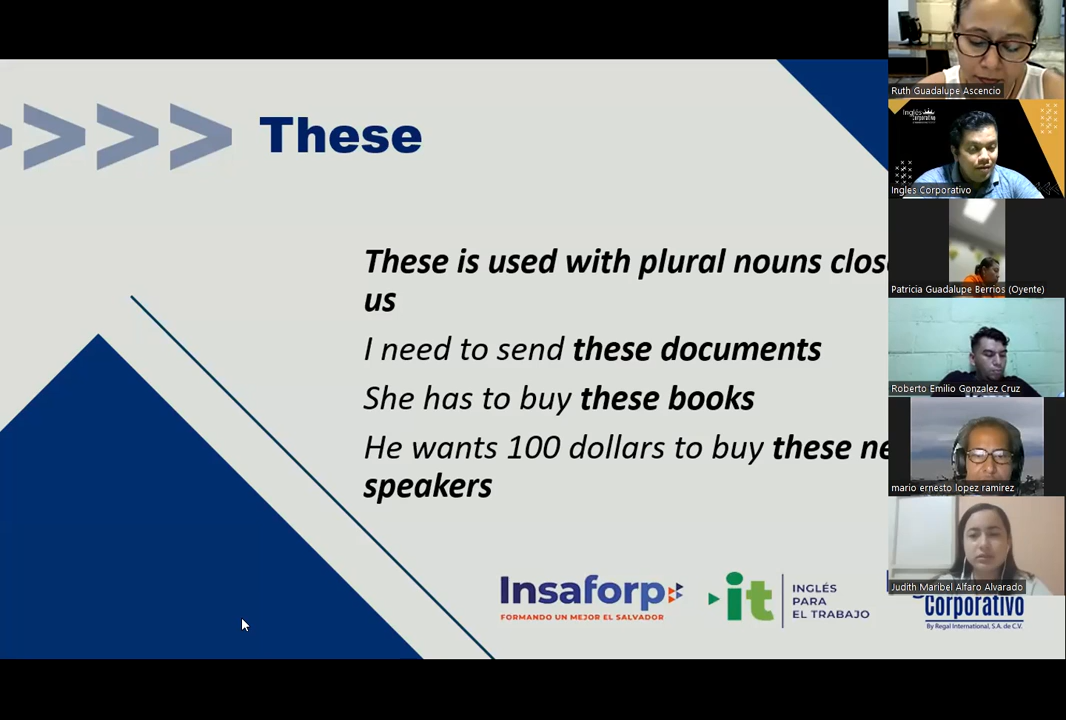 These
These is used with plural nouns
us
I need to send these documents
She has to buy these books
He wants 100 dollars to buy these
speakers
Insaforp
FORMANDO UN MEJOR EL SALVADOR
it
INGLÉS
PARA
EL TRABAJO
Corporativo
By Regal International, S.A. de C.V.
Ruth Guadalupe Ascencio
Inglés
Corporativo
Ingles Corporativo
Patricia Guadalupe Berrios (Oyente)
Roberto Emilio Gonzalez Cruz
mario ernesto lopez ramirez
Judith Maribel Alfaro Alvarado